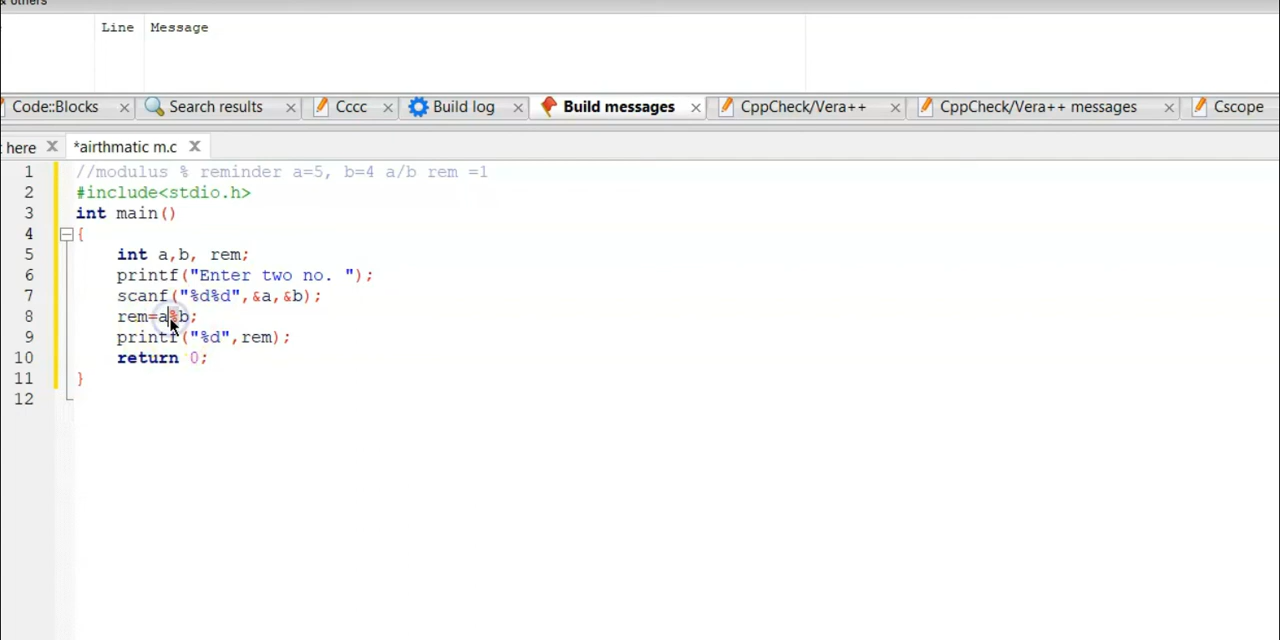 & others
Line Message
Code::Blocks × Search results × Cccc × Build log × Build messages × CppCheck/Vera++ × CppCheck/Vera++ messages × Cscope
here X *airthmatic m.c X
1 //modulus % reminder a=5, b=4 a/b rem =1
2 #include<stdio.h>
3 int main()
4 {
5 int a,b, rem;
6 printf("Enter two no. ");
7 scanf("%d%d",&a,&b);
8 rem=a%b;
9 printf("%d",rem);
10 return 0;
11 }
12